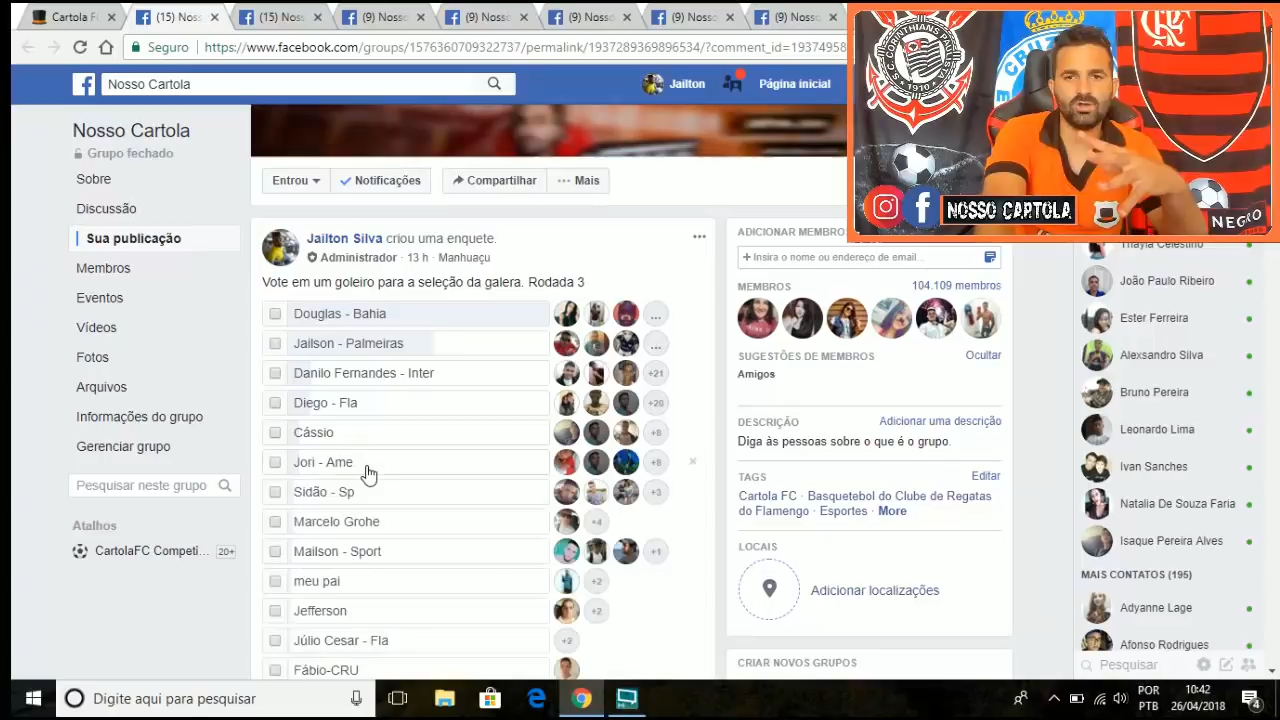 Cartola F
(15) Noss
(15) Noss
(9) Nosso
(9) Nosso
(9) Nosso
(9) Nosso
(9) Nosso
Seguro
https://www.facebook.com/groups/1576360709322737/permalink/1937289369896534/?comment_id=19374958
Nosso Cartola
Jailton
Página inicial
Nosso Cartola
Grupo fechado
Sobre
Discussão
Sua publicação
Membros
Eventos
Vídeos
Fotos
Arquivos
Informações do grupo
Gerenciar grupo
Pesquisar neste grupo
Atalhos
CartolaFC Competi...
20+
Entrou
Notificações
Compartilhar
Mais
Jailton Silva criou uma enquete.
Administrador · 13 h · Manhuaçu
Vote em um goleiro para a seleção da galera. Rodada 3
Douglas - Bahia
...
Jailson - Palmeiras
...
Danilo Fernandes - Inter
+21
Diego - Fla
+20
Cássio
+8
Jori - Ame
+8
Sidão - Sp
+3
Marcelo Grohe
+4
Mailson - Sport
+1
meu pai
+2
Jefferson
+2
Júlio Cesar - Fla
+2
Fábio-CRU
ADICIONAR MEMBRO
+ Insira o nome ou endereço de email...
MEMBROS
104.109 membros
SUGESTÕES DE MEMBROS
Ocultar
Amigos
DESCRIÇÃO
Adicionar uma descrição
Diga às pessoas sobre o que é o grupo.
TAGS
Editar
Cartola FC · Basquetebol do Clube de Regatas
do Flamengo · Esportes · More
LOCAIS
Adicionar localizações
CRIAR NOVOS GRUPOS
S.C. CORINTHIANS PAULISTA
1910
CRUZ
NOSSO CARTOLA
NEGRO
Thayla Celestino
João Paulo Ribeiro
Ester Ferreira
Alexsandro Silva
Bruno Pereira
Leonardo Lima
Ivan Sanches
Natalia De Souza Faria
Isaque Pereira Alves
MAIS CONTATOS (195)
Adyanne Lage
Afonso Rodrigues
Pesquisar
Digite aqui para pesquisar
POR
PTB
10:42
26/04/2018
4